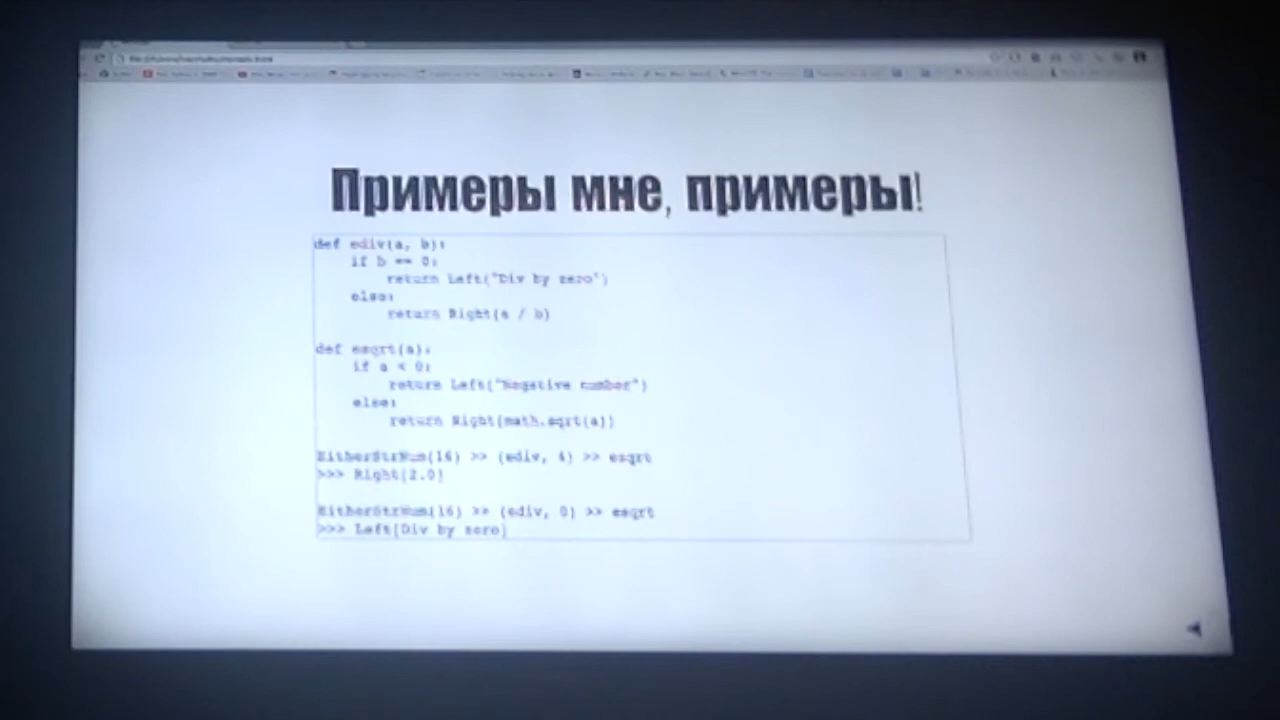 Примеры мне, примеры!
def ediv(a, b):
    if b == 0:
        return Left("Div by zero")
    else:
        return Right(a / b)
def esqrt(a):
    if a < 0:
        return Left("Negative number")
    else:
        return Right(math.sqrt(a))
EitherStrNum(16) >> (ediv, 4) >> esqrt
>>> Right[2.0]
EitherStrNum(16) >> (ediv, 0) >> esqrt
>>> Left[Div by zero]